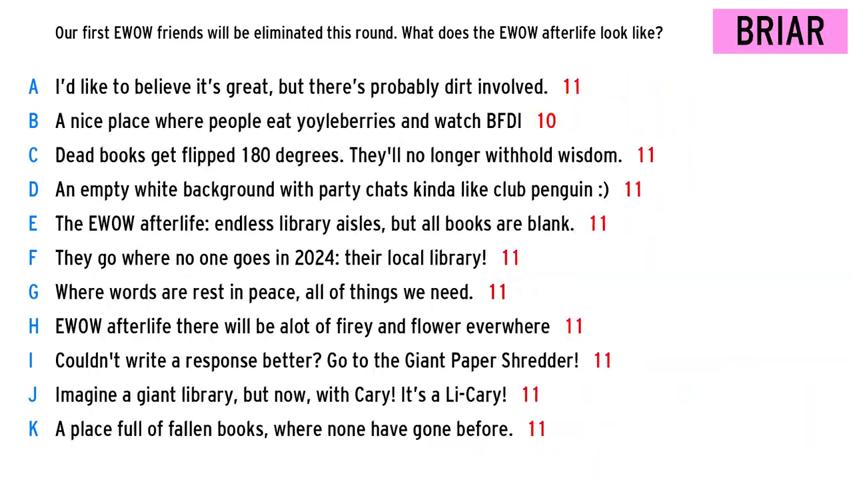 Our first EWOW friends will be eliminated this round. What does the EWOW afterlife look like?
BRIAR
A I'd like to believe it's great, but there's probably dirt involved. 11
B A nice place where people eat yoyleberries and watch BFDI 10
C Dead books get flipped 180 degrees. They'll no longer withhold wisdom. 11
D An empty white background with party chats kinda like club penguin :) 11
E The EWOW afterlife: endless library aisles, but all books are blank. 11
F They go where no one goes in 2024: their local library! 11
G Where words are rest in peace, all of things we need. 11
H EWOW afterlife there will be alot of firey and flower everwhere 11
I Couldn't write a response better? Go to the Giant Paper Shredder! 11
J Imagine a giant library, but now, with Cary! It's a Li-Cary! 11
K A place full of fallen books, where none have gone before. 11